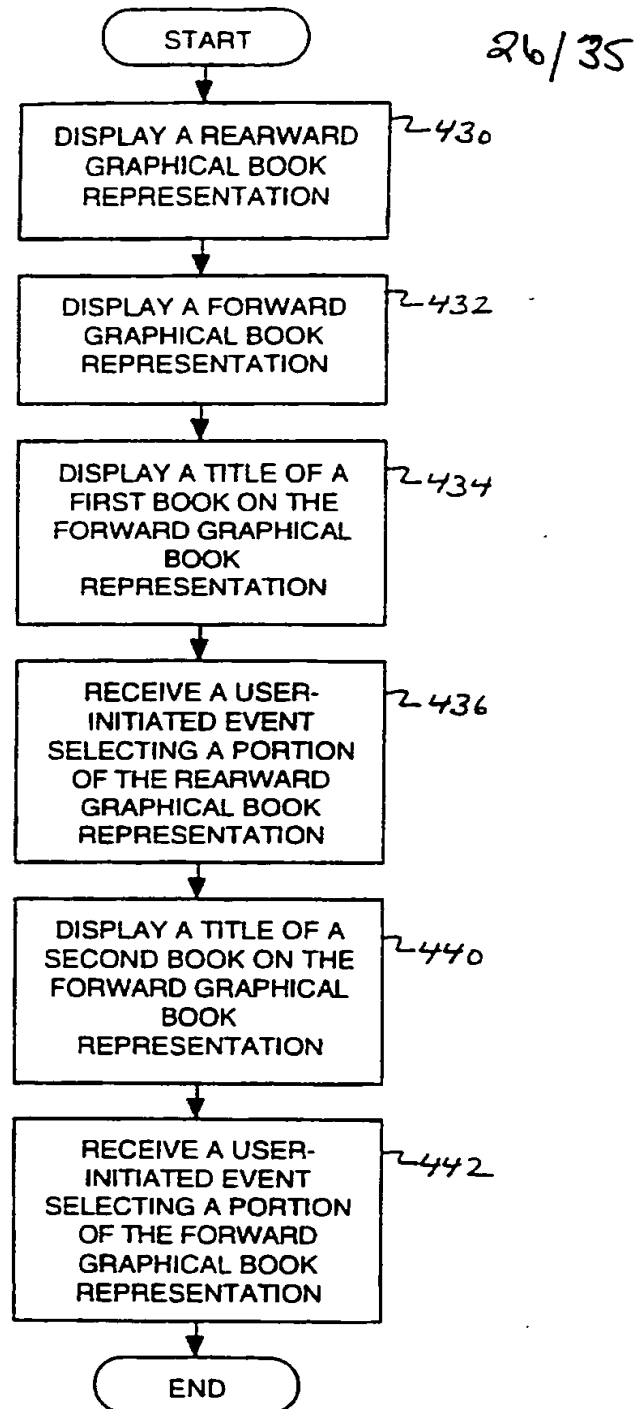 START
26/35
DISPLAY A REARWARD
GRAPHICAL BOOK
REPRESENTATION
430
DISPLAY A FORWARD
GRAPHICAL BOOK
REPRESENTATION
432
DISPLAY A TITLE OF A
FIRST BOOK ON THE
FORWARD GRAPHICAL
BOOK
REPRESENTATION
434
RECEIVE A USER-
INITIATED EVENT
SELECTING A PORTION
OF THE REARWARD
GRAPHICAL BOOK
REPRESENTATION
436
DISPLAY A TITLE OF A
SECOND BOOK ON THE
FORWARD GRAPHICAL
BOOK
REPRESENTATION
440
RECEIVE A USER-
INITIATED EVENT
SELECTING A PORTION
OF THE FORWARD
GRAPHICAL BOOK
REPRESENTATION
442
END